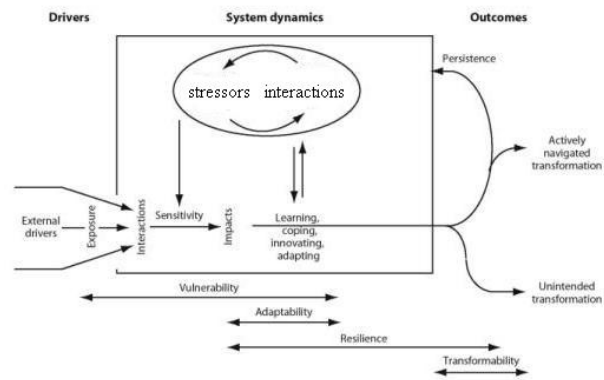 Drivers System dynamics Outcomes
Persistence
stressors interactions
Actively
navigated
transformation
External
drivers
Exposure
Interactions
Sensitivity
Impacts
Learning,
coping,
innovating,
adapting
Unintended
transformation
Vulnerability
Adaptability
Resilience
Transformability